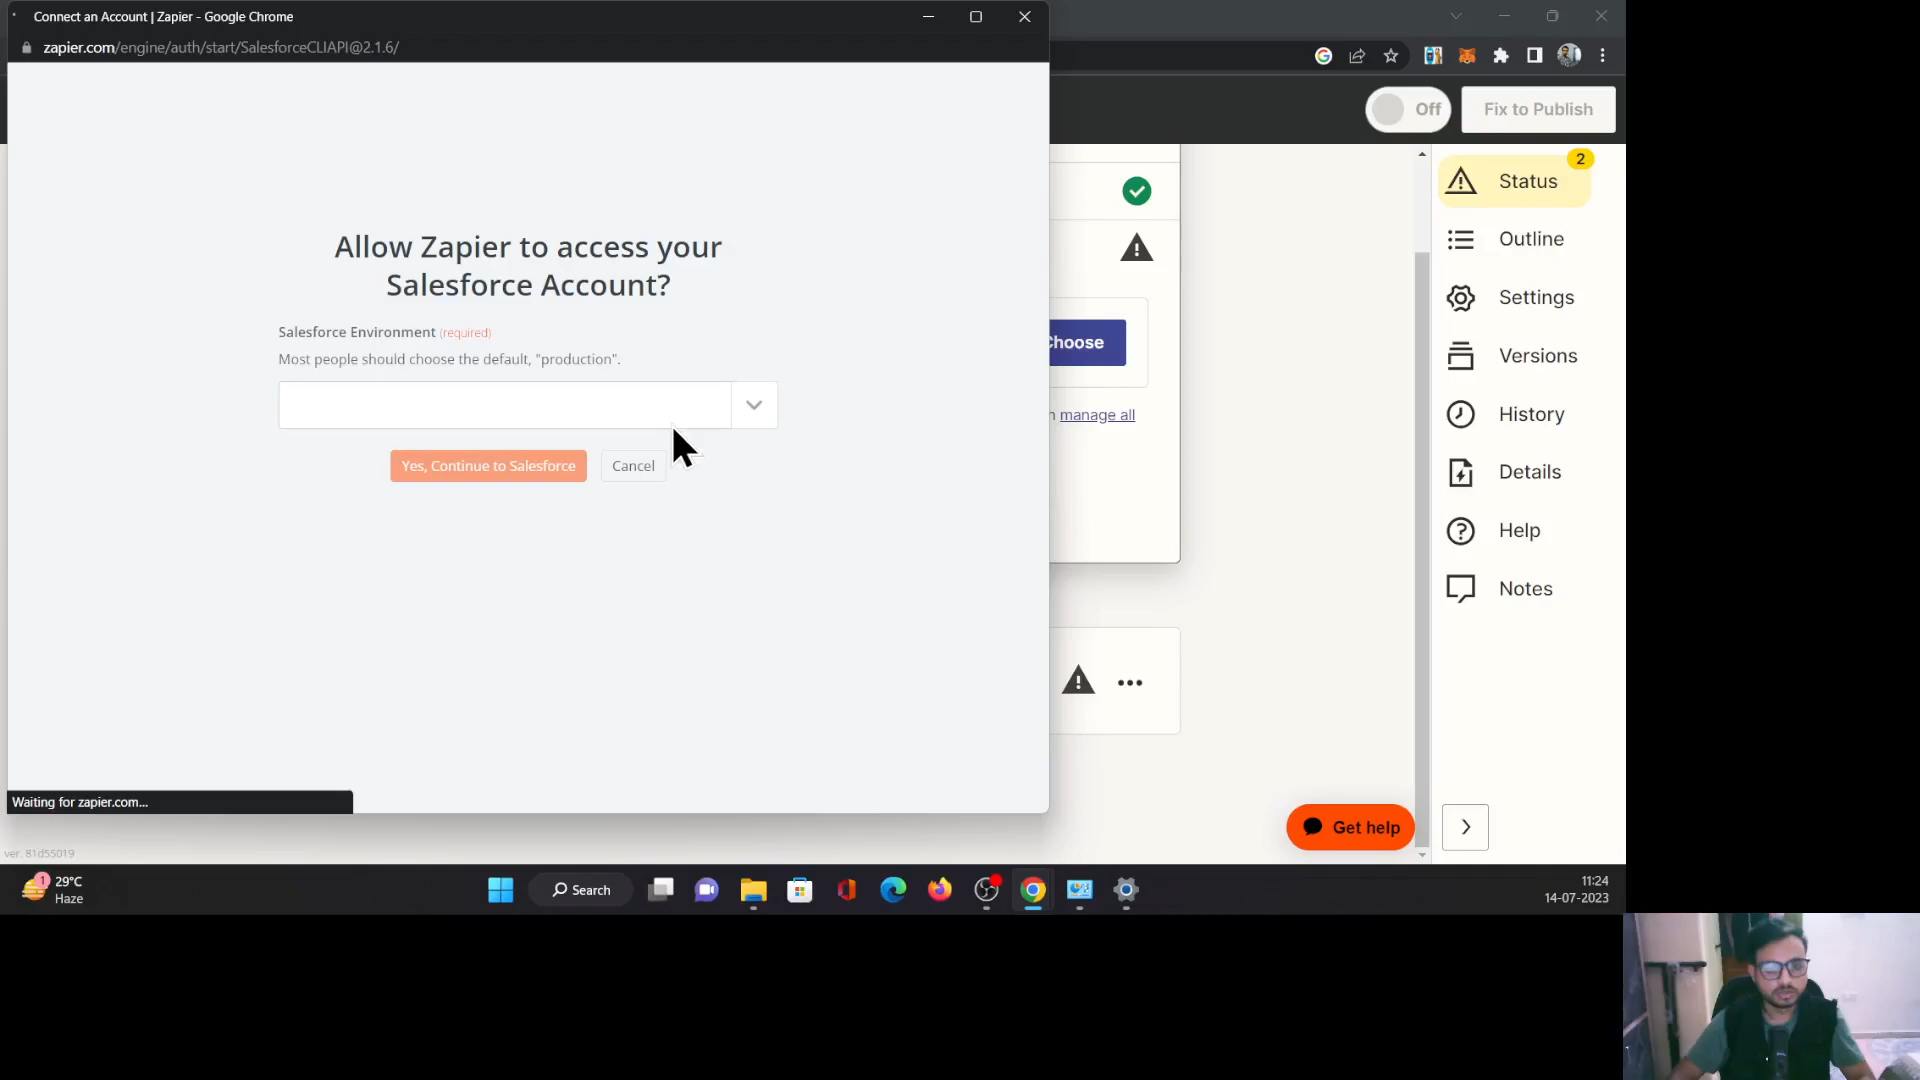 Connect an Account | Zapier - Google Chrome
zapier.com/engine/auth/start/SalesforceCLIAPI@2.1.6/
Off
Fix to Publish
2
Status
Outline
Settings
Versions
History
Details
Help
Notes
Allow Zapier to access your
Salesforce Account?
Salesforce Environment (required)
Most people should choose the default, "production".
Yes, Continue to Salesforce
Cancel
Choose
manage all
Waiting for zapier.com...
Get help
ver. 81d55019
1
29°C
Haze
Search
11:24
14-07-2023